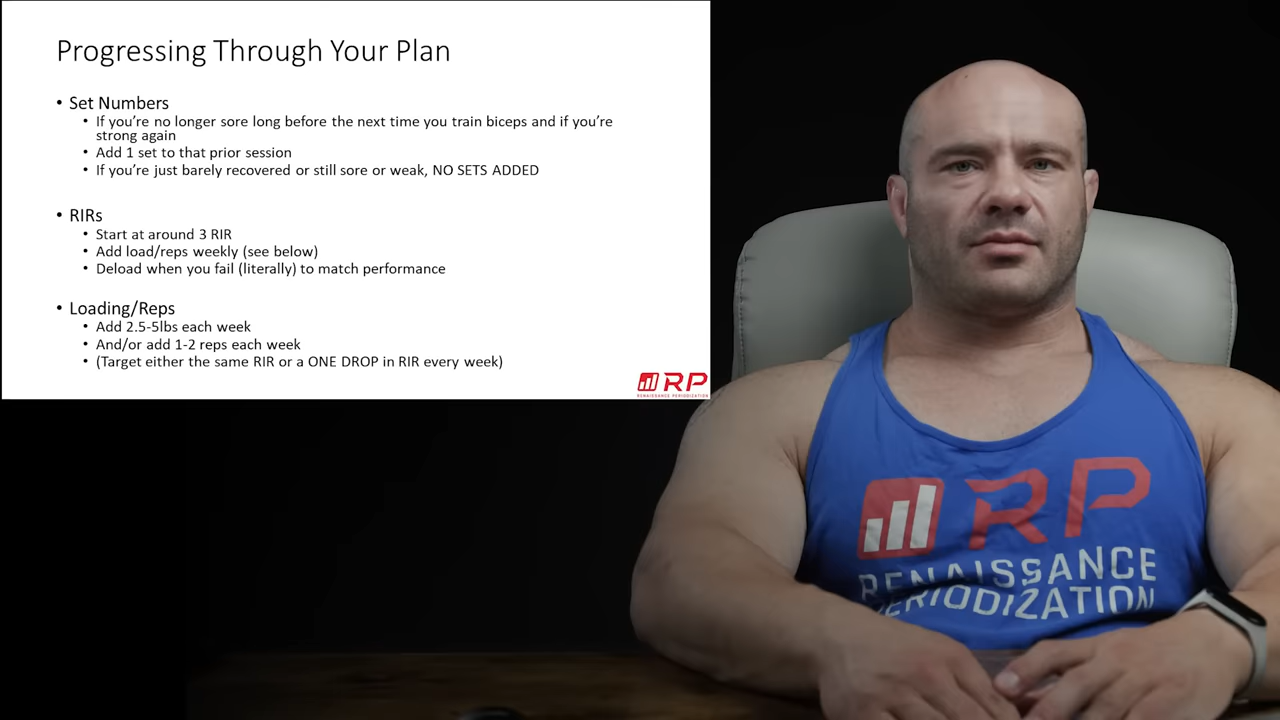 Progressing Through Your Plan
• Set Numbers
• If you're no longer sore long before the next time you train biceps and if you're
strong again
• Add 1 set to that prior session
• If you're just barely recovered or still sore or weak, NO SETS ADDED
• RIRs
• Start at around 3 RIR
• Add load/reps weekly (see below)
• Deload when you fail (literally) to match performance
• Loading/Reps
• Add 2.5-5lbs each week
• And/or add 1-2 reps each week
• (Target either the same RIR or a ONE DROP in RIR every week)
RP
RENAISSANCE PERIODIZATION
RP
RENAISSANCE
PERIODIZATION